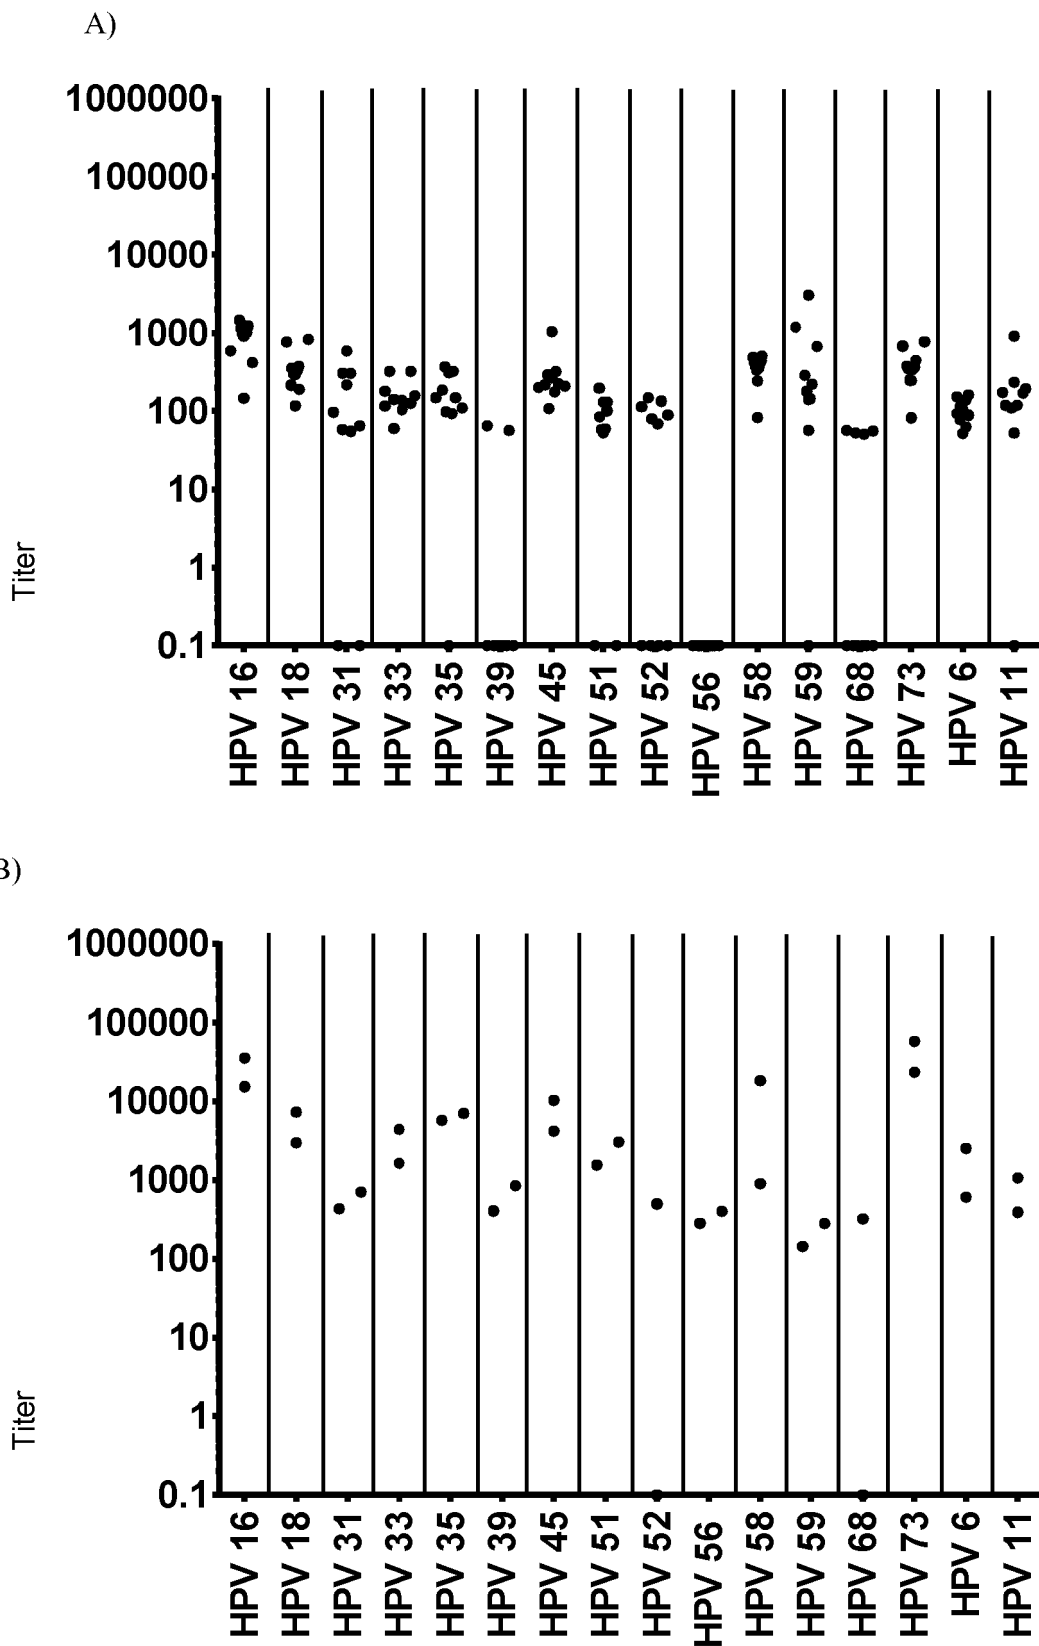 A)
1000000
100000
10000
1000
100
10
1
0.1
Titer
HPV 16
HPV 18
HPV 31
HPV 33
HPV 35
HPV 39
HPV 45
HPV 51
HPV 52
HPV 56
HPV 58
HPV 59
HPV 68
HPV 73
HPV 6
HPV 11
B)
1000000
100000
10000
1000
100
10
1
0.1
Titer
HPV 16
HPV 18
HPV 31
HPV 33
HPV 35
HPV 39
HPV 45
HPV 51
HPV 52
HPV 56
HPV 58
HPV 59
HPV 68
HPV 73
HPV 6
HPV 11